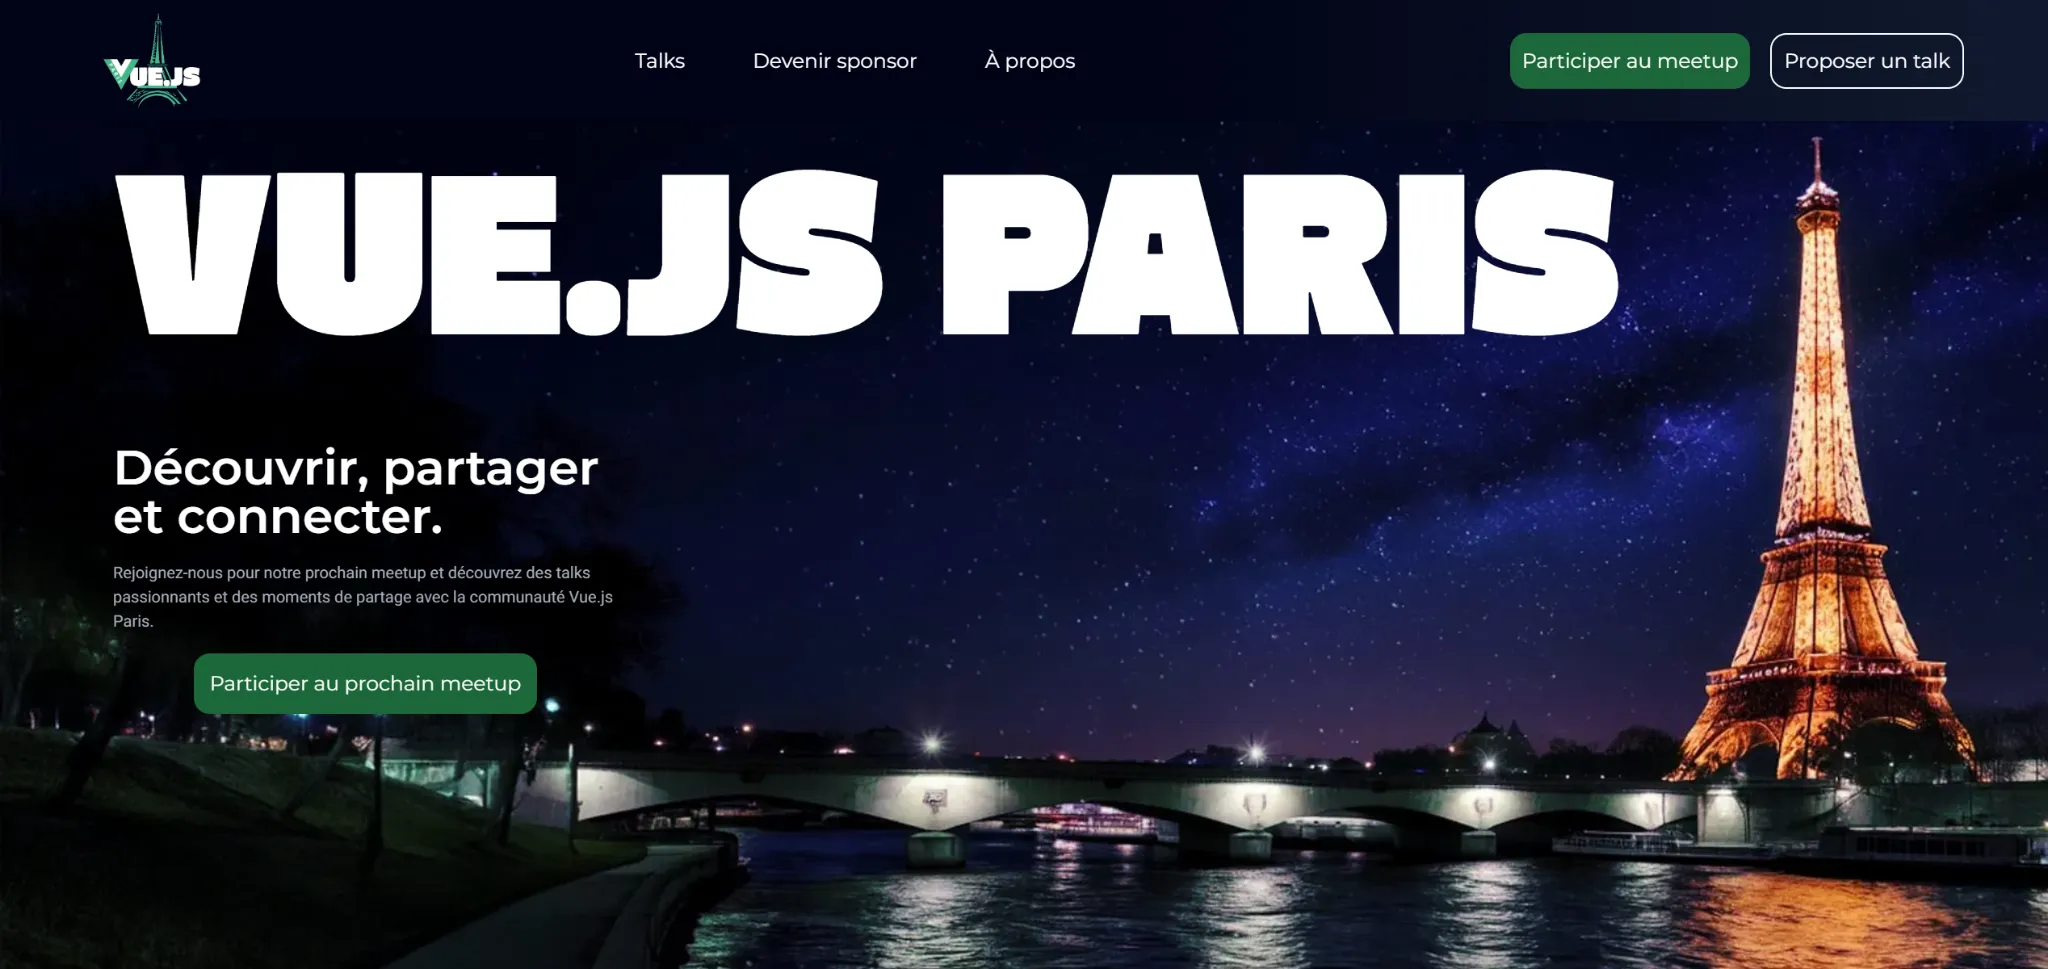 VUE.JS
Talks
Devenir sponsor
À propos
Participer au meetup
Proposer un talk
VUE.JS PARIS
Découvrir, partager
et connecter.
Rejoignez-nous pour notre prochain meetup et découvrez des talks
passionnants et des moments de partage avec la communauté Vue.js
Paris.
Participer au prochain meetup